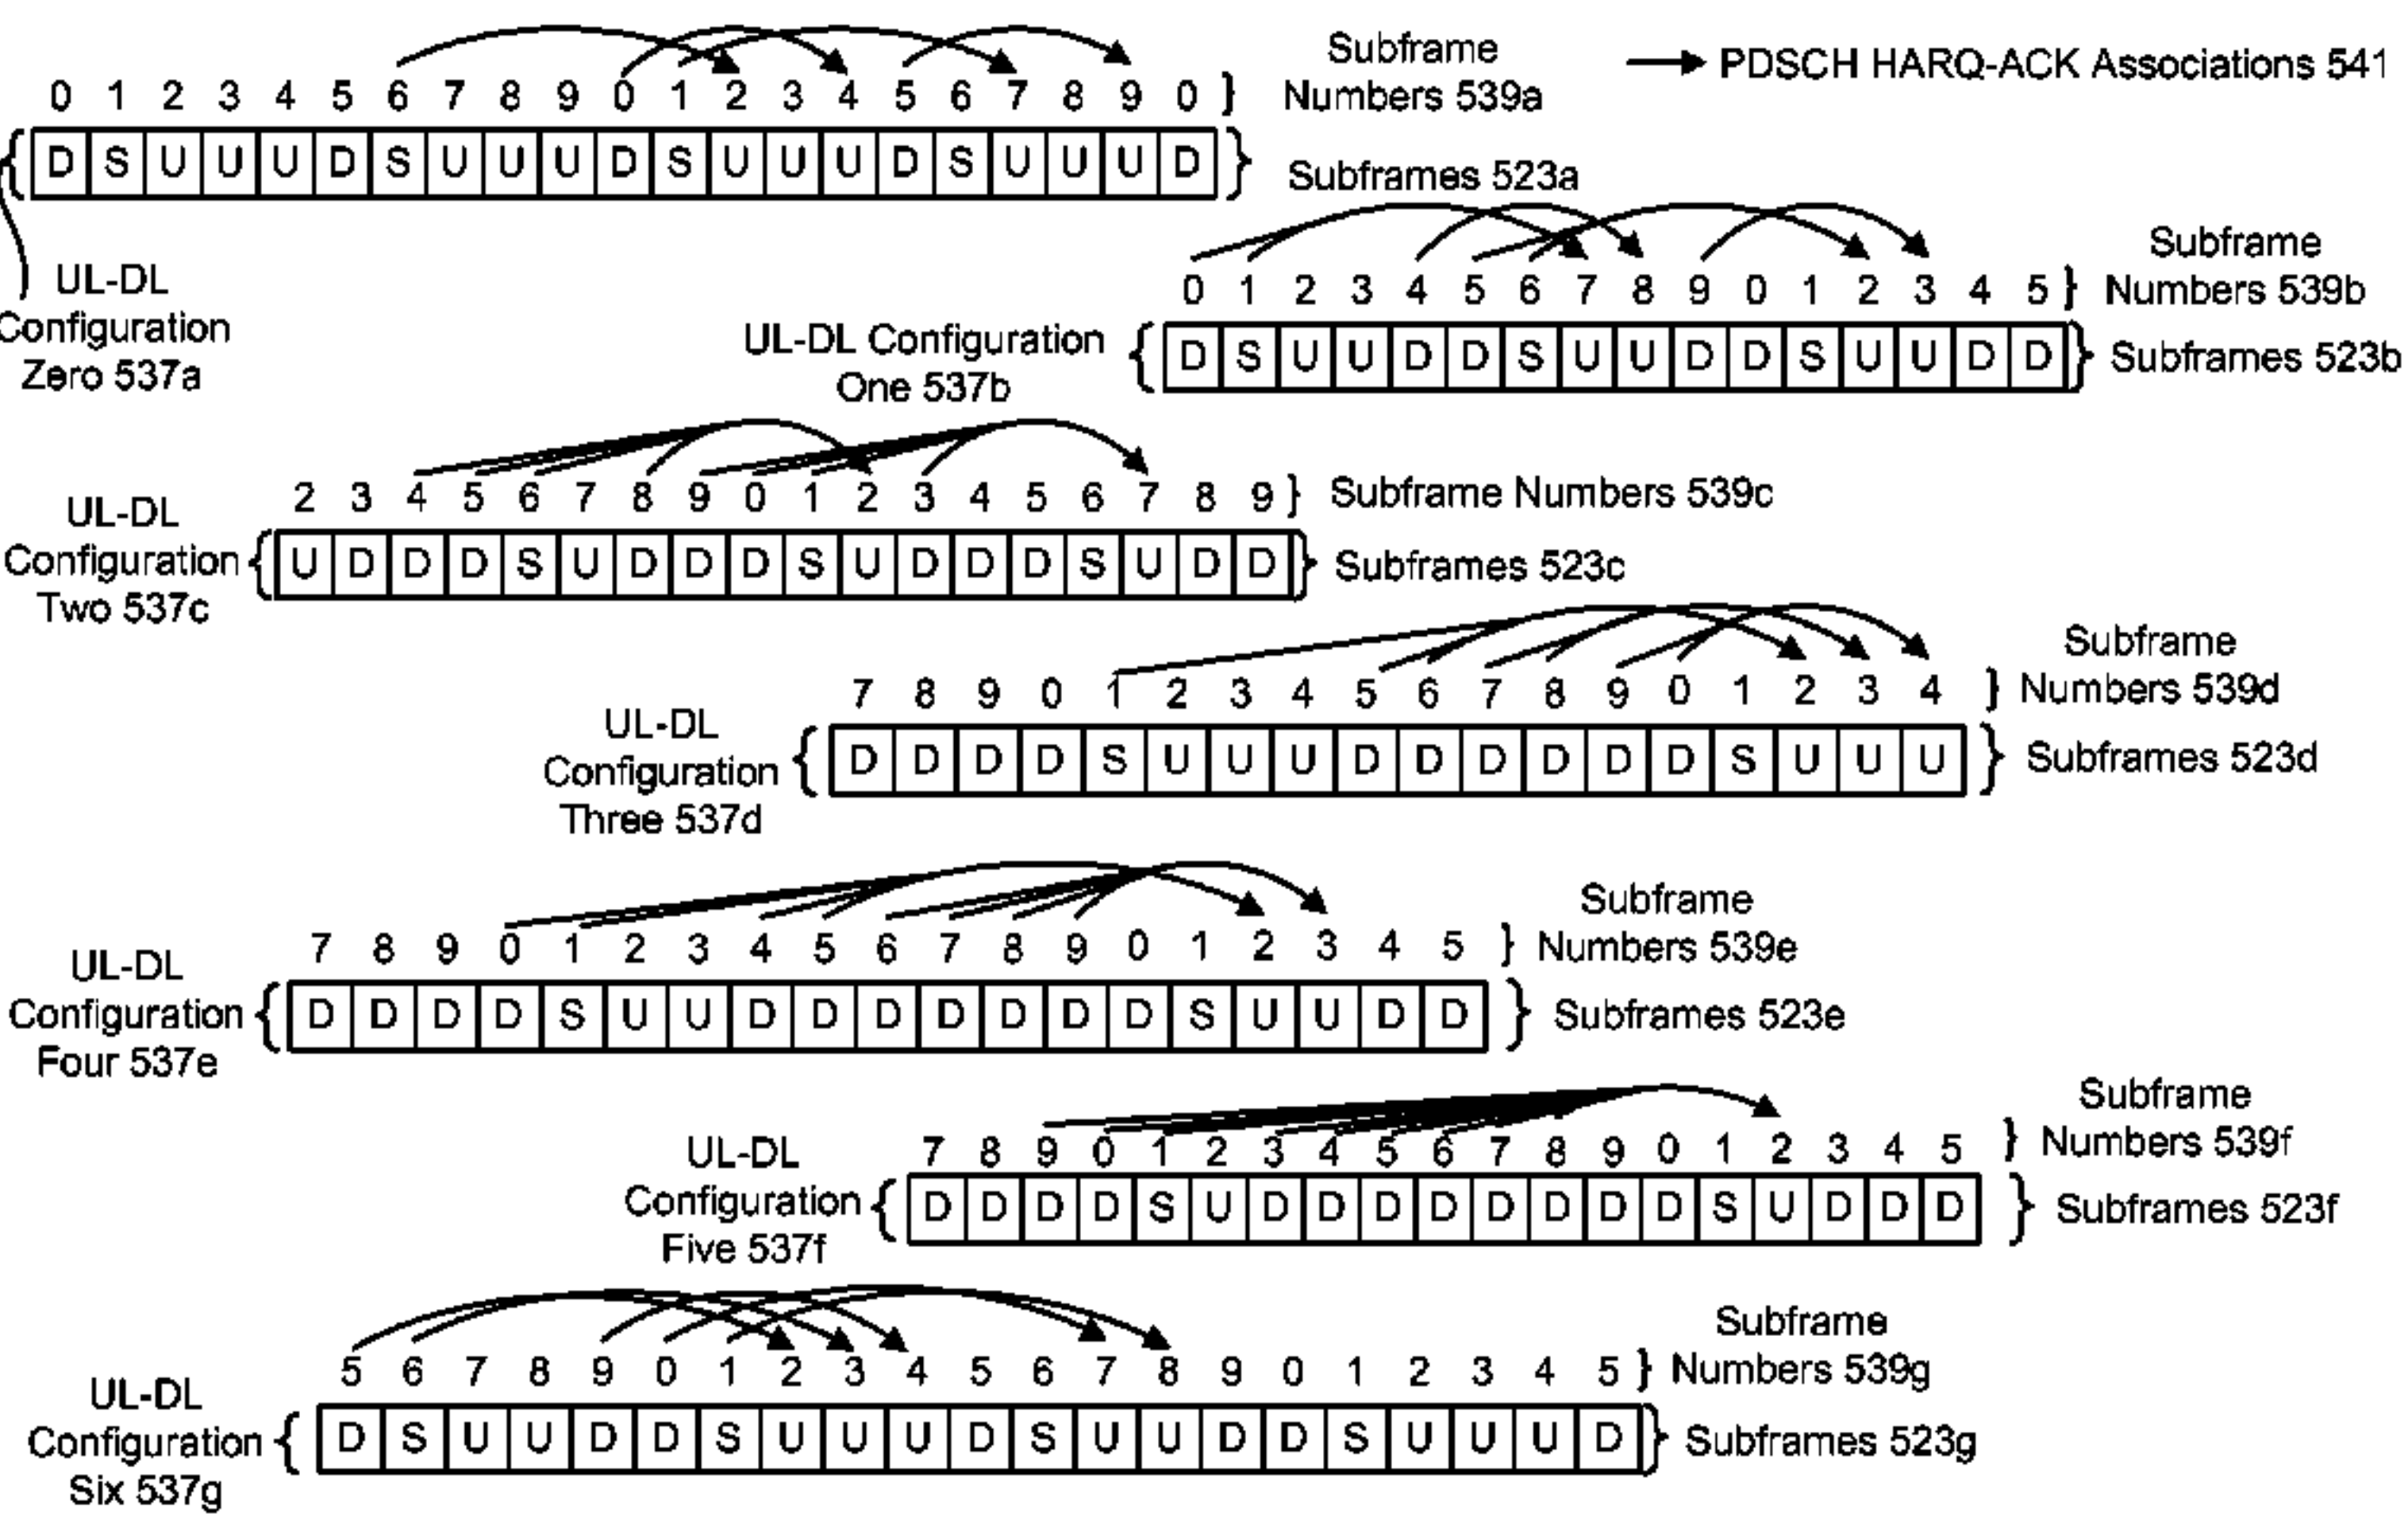 0 1 2 3 4 5 6 7 8 9 0 1 2 3 4 5 6 7 8 9 0 }
Subframe
Numbers 539a
PDSCH HARQ-ACK Associations 541
D S U U U D S U U U D S U U U D S U U U D
Subframes 523a
UL-DL
Configuration
Zero 537a
0 1 2 3 4 5 6 7 8 9 0 1 2 3 4 5 }
Subframe
Numbers 539b
UL-DL Configuration
One 537b
D S U U D D S U U D D S U U D D
Subframes 523b
2 3 4 5 6 7 8 9 0 1 2 3 4 5 6 7 8 9 }
Subframe Numbers 539c
UL-DL
Configuration
Two 537c
U D D D S U D D D S U D D D S U D D
Subframes 523c
7 8 9 0 1 2 3 4 5 6 7 8 9 0 1 2 3 4 }
Subframe
Numbers 539d
UL-DL
Configuration
Three 537d
D D D D S U U U D D D D D D S U U U
Subframes 523d
7 8 9 0 1 2 3 4 5 6 7 8 9 0 1 2 3 4 5 }
Subframe
Numbers 539e
UL-DL
Configuration
Four 537e
D D D D S U U D D D D D D D S U U D D
Subframes 523e
7 8 9 0 1 2 3 4 5 6 7 8 9 0 1 2 3 4 5 }
Subframe
Numbers 539f
UL-DL
Configuration
Five 537f
D D D D S U D D D D D D D D S U D D D
Subframes 523f
5 6 7 8 9 0 1 2 3 4 5 6 7 8 9 0 1 2 3 4 5 }
Subframe
Numbers 539g
UL-DL
Configuration
Six 537g
D S U U D D S U U U D S U U D D S U U U D
Subframes 523g